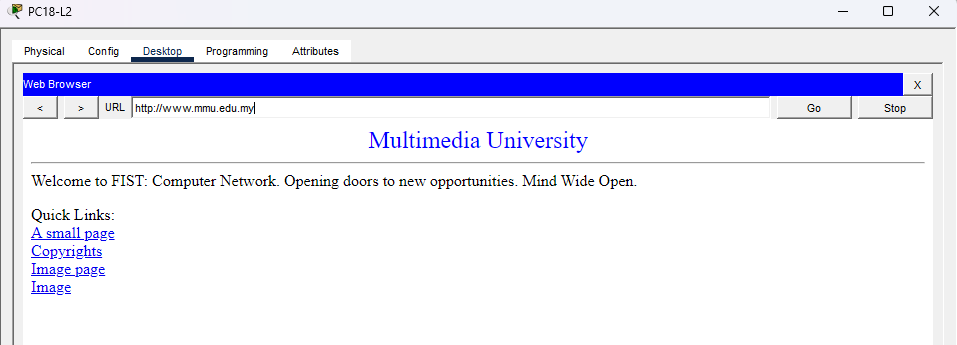 PC18-L2
Physical Config Desktop Programming Attributes
Web Browser X
< > URL http://www.mmu.edu.my Go Stop
Multimedia University
Welcome to FIST: Computer Network. Opening doors to new opportunities. Mind Wide Open.
Quick Links:
A small page
Copyrights
Image page
Image